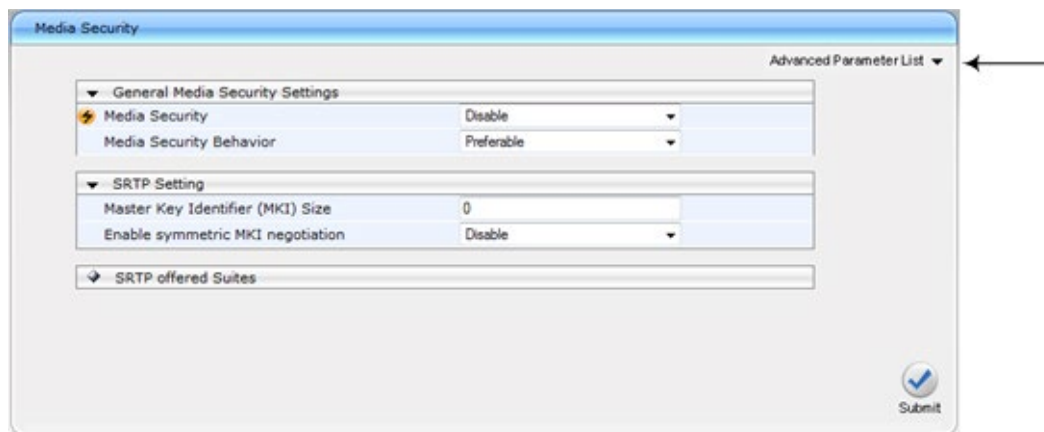 Media Security
Advanced Parameter List
General Media Security Settings
Media Security Disable
Media Security Behavior Preferable
SRTP Setting
Master Key Identifier (MKI) Size 0
Enable symmetric MKI negotiation Disable
SRTP offered Suites
Submit